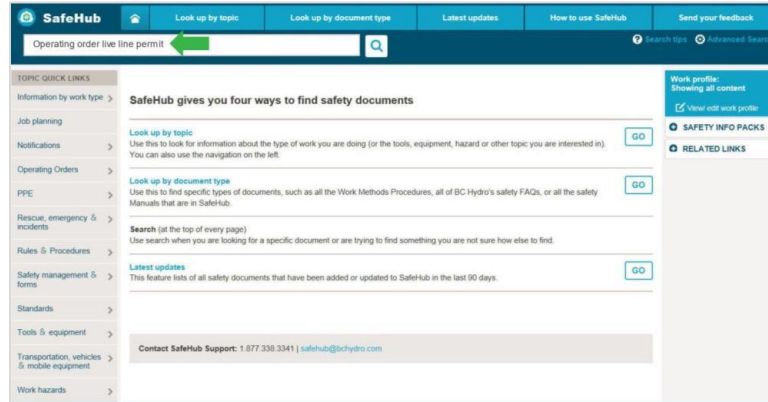 SafeHub
Look up by topic
Look up by document type
Latest updates
How to use SafeHub
Send your feedback
Operating order live line permit
Search tips
Advanced Searc
TOPIC QUICK LINKS
Information by work type
Job planning
Notifications
Operating Orders
PPE
Rescue, emergency &
incidents
Rules & Procedures
Safety management &
forms
Standards
Tools & equipment
Transportation, vehicles
& mobile equipment
Work hazards
SafeHub gives you four ways to find safety documents
Look up by topic
Use this to look for information about the type of work you are doing (or the tools, equipment, hazard or other topic you are interested in).
You can also use the navigation on the left.
GO
Look up by document type
Use this to find specific types of documents, such as all the Work Methods Procedures, all of BC Hydro's safety FAQs, or all the safety
Manuals that are in SafeHub.
GO
Search (at the top of every page)
Use search when you are looking for a specific document or are trying to find something you are not sure how else to find.
Latest updates
This feature lists of all safety documents that have been added or updated to SafeHub in the last 90 days.
GO
Contact SafeHub Support: 1.877.338.3341 | safehub@bchydro.com
Work profile:
Showing all content
View/ edit work profile
SAFETY INFO PACKS
RELATED LINKS